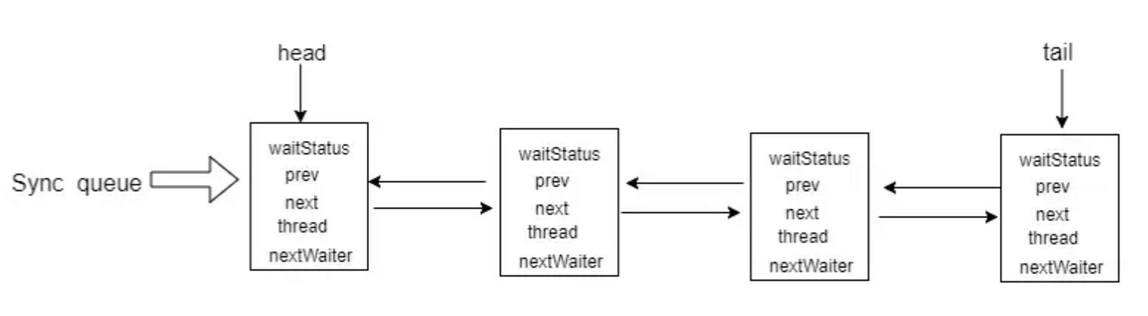 head
tail
Sync queue
waitStatus
prev
next
thread
nextWaiter
waitStatus
prev
next
thread
nextWaiter
waitStatus
prev
next
thread
nextWaiter
waitStatus
prev
next
thread
nextWaiter